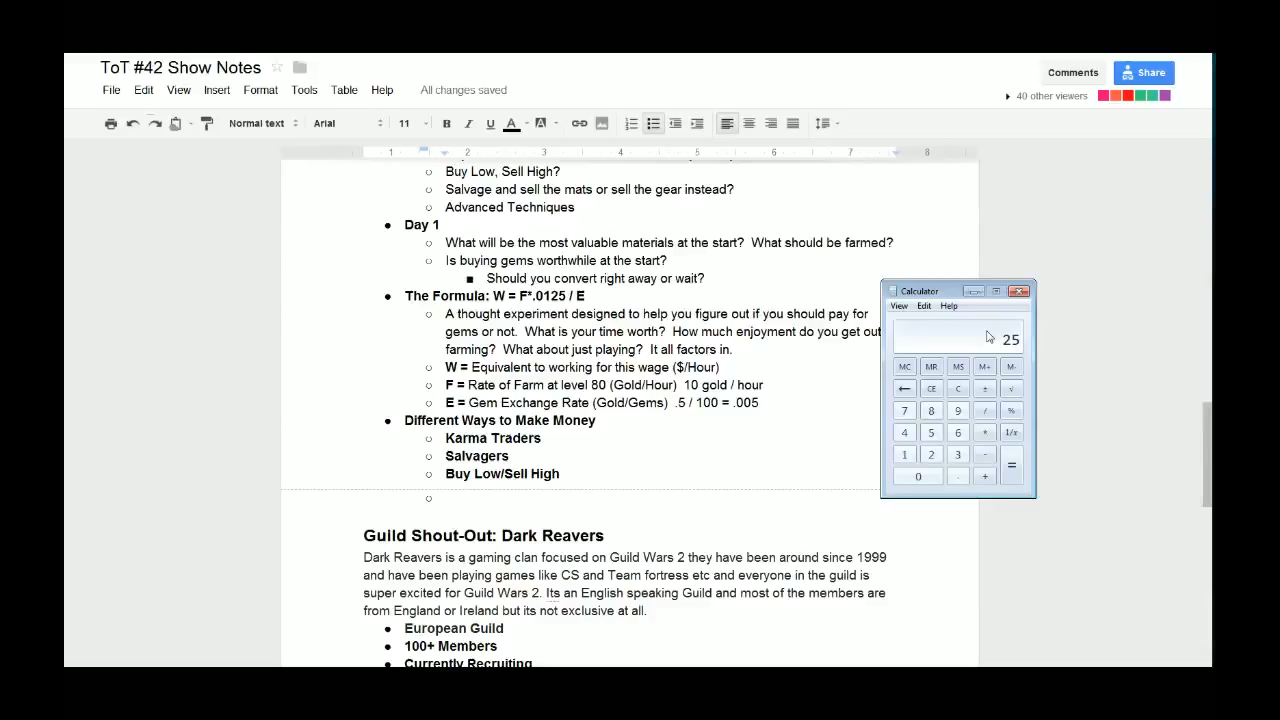 ToT #42 Show Notes
Comments
Share
File Edit View Insert Format Tools Table Help All changes saved
40 other viewers
Normal text Arial 11 B I U A A
1 2 3 4 5 6 7 8
○ Buy Low, Sell High?
○ Salvage and sell the mats or sell the gear instead?
○ Advanced Techniques
● Day 1
○ What will be the most valuable materials at the start? What should be farmed?
○ Is buying gems worthwhile at the start?
■ Should you convert right away or wait?
● The Formula: W = F*.0125 / E
○ A thought experiment designed to help you figure out if you should pay for
gems or not. What is your time worth? How much enjoyment do you get out
farming? What about just playing? It all factors in.
○ W = Equivalent to working for this wage ($/Hour)
○ F = Rate of Farm at level 80 (Gold/Hour) 10 gold / hour
○ E = Gem Exchange Rate (Gold/Gems) .5 / 100 = .005
● Different Ways to Make Money
○ Karma Traders
○ Salvagers
○ Buy Low/Sell High
○
Guild Shout-Out: Dark Reavers
Dark Reavers is a gaming clan focused on Guild Wars 2 they have been around since 1999
and have been playing games like CS and Team fortress etc and everyone in the guild is
super excited for Guild Wars 2. Its an English speaking Guild and most of the members are
from England or Ireland but its not exclusive at all.
● European Guild
● 100+ Members
● Currently Recruiting
Calculator
View Edit Help
25
MC MR MS M+ M-
← CE C ± √
7 8 9 / %
4 5 6 * 1/x
1 2 3 - =
0 . +